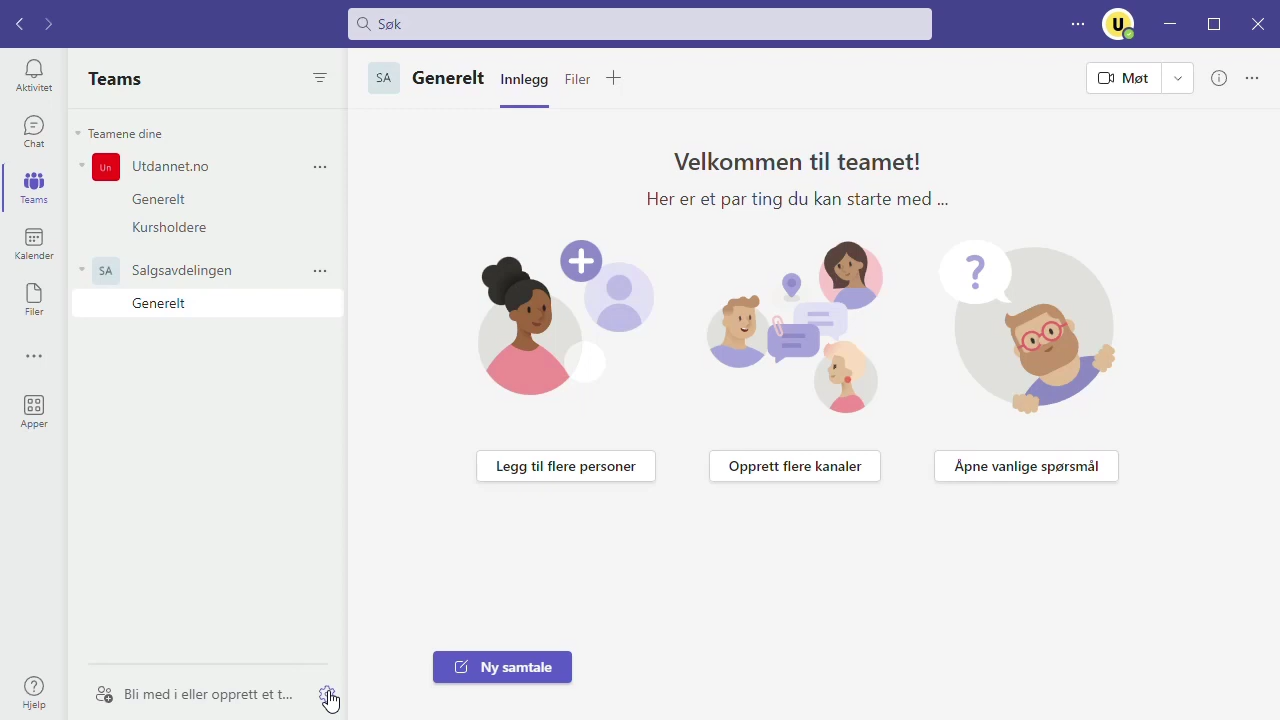 Søk
U
Aktivitet
Chat
Teams
Kalender
Filer
Apper
Hjelp
Teams
Teamene dine
Un Utdannet.no
Generelt
Kursholdere
SA Salgsavdelingen
Generelt
Bli med i eller opprett et t...
SA Generelt Innlegg Filer
Møt
Velkommen til teamet!
Her er et par ting du kan starte med ...
?
Legg til flere personer
Opprett flere kanaler
Åpne vanlige spørsmål
Ny samtale